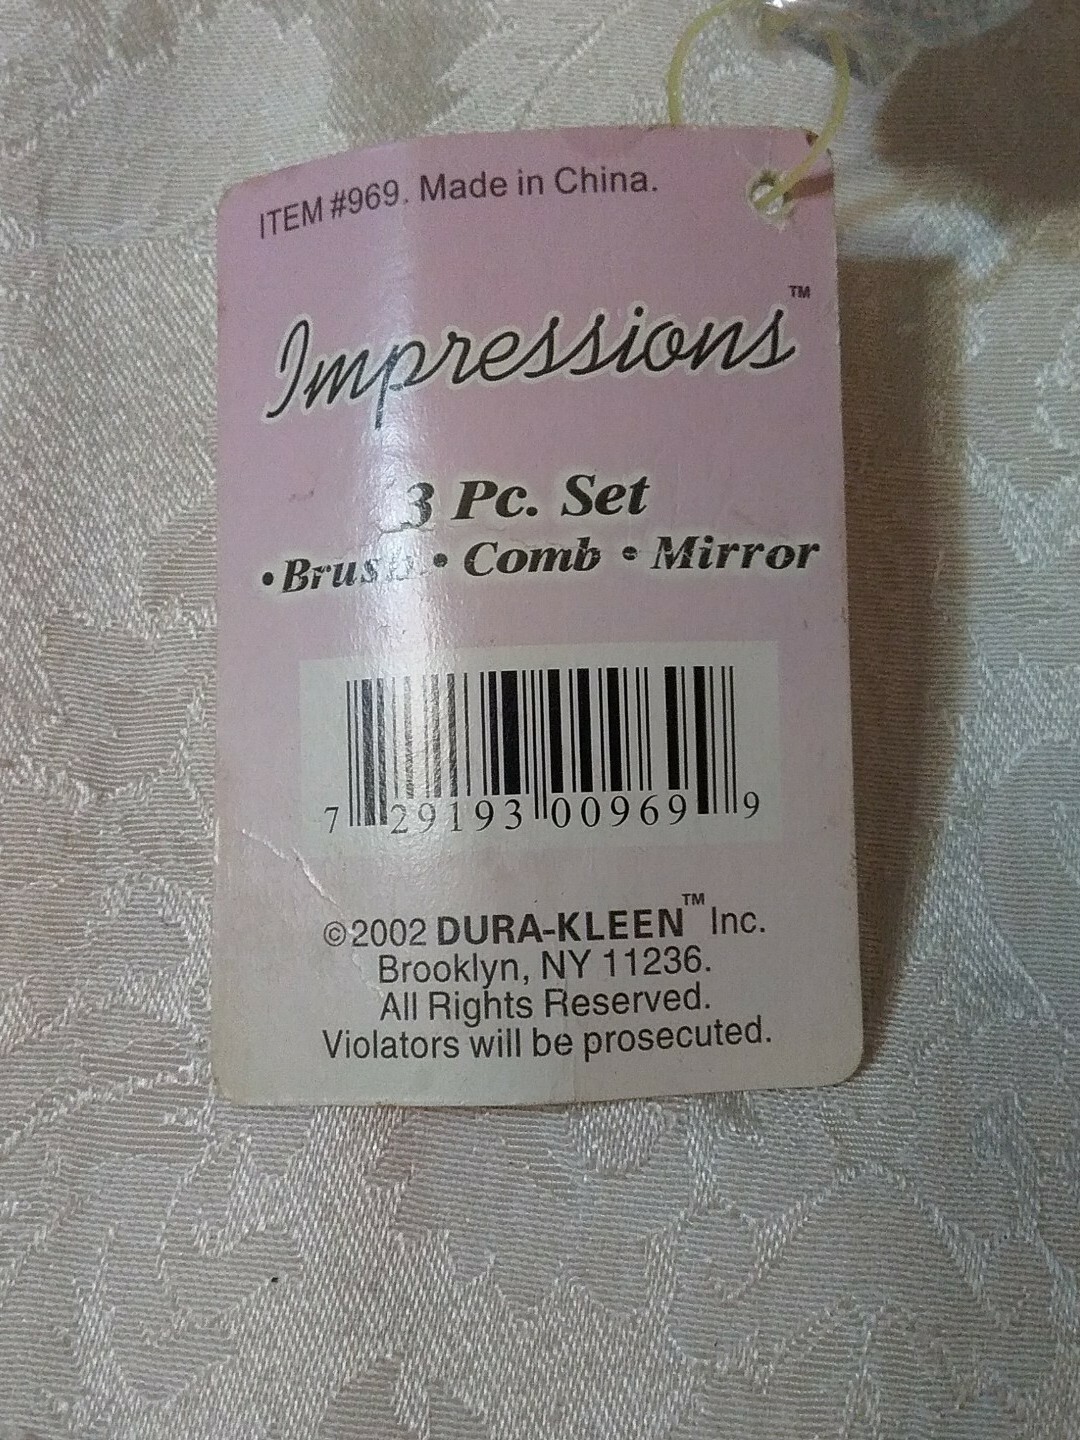 ITEM #969. Made in China.
Impressions™
3 Pc. Set
• Brush • Comb • Mirror
7 29193 00969 9
©2002 DURA-KLEEN™ Inc.
Brooklyn, NY 11236.
All Rights Reserved.
Violators will be prosecuted.